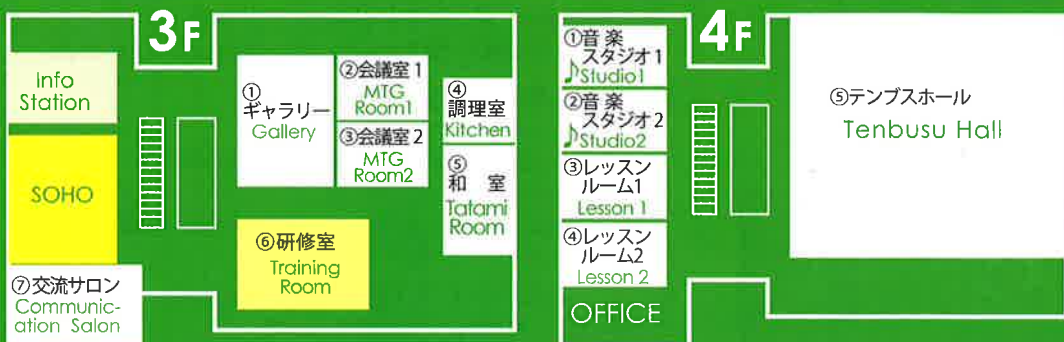 3F
Info
Station
SOHO
⑦交流サロン
Communic-
ation Salon
①
ギャラリー
Gallery
②会議室1
MTG
Room1
③会議室2
MTG
Room2
④
調理室
Kitchen
⑤
和 室
Tatami
Room
⑥研修室
Training
Room
4F
①音 楽
スタジオ1
♪Studio1
②音 楽
スタジオ2
♪Studio2
③レッスン
ルーム1
Lesson 1
④レッスン
ルーム2
Lesson 2
OFFICE
⑤テンブスホール
Tenbusu Hall